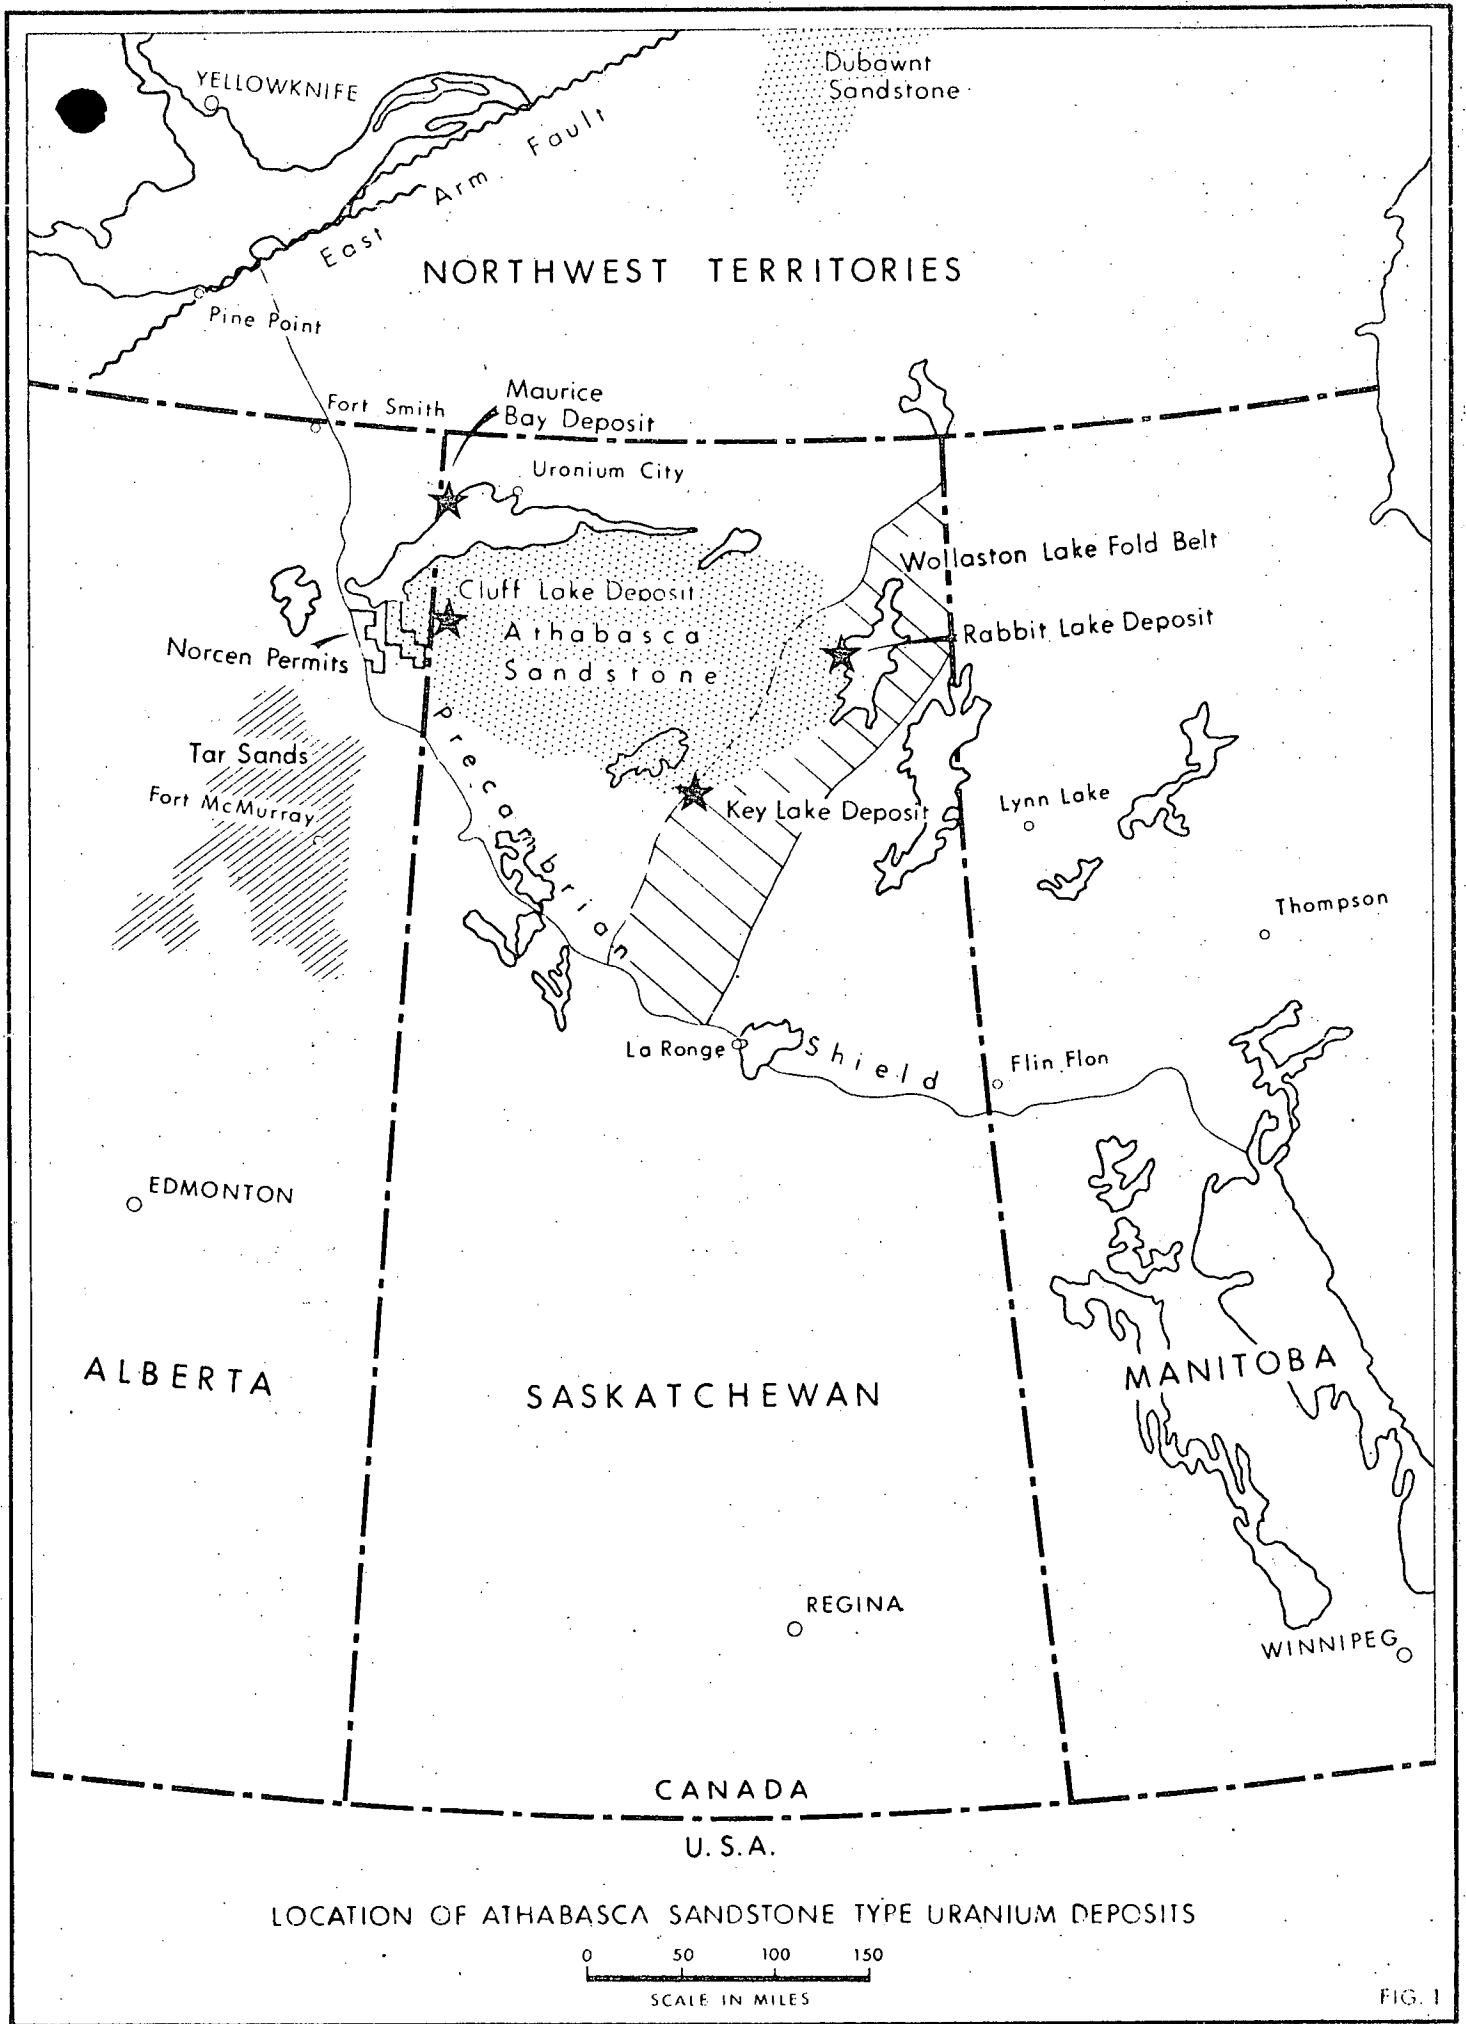 YELLOWKNIFE
Dubawnt
Sandstone
East Arm Fault
NORTHWEST TERRITORIES
Pine Point
Fort Smith
Maurice
Bay Deposit
Uronium City
Wollaston Lake Fold Belt
Cluff Lake Deposit
Athabasca
Sandstone
Rabbit Lake Deposit
Norcen Permits
Precambrian
Tar Sands
Fort McMurray
Key Lake Deposit
Lynn Lake
Thompson
La Ronge
Shield
Flin Flon
EDMONTON
ALBERTA
SASKATCHEWAN
MANITOBA
REGINA
WINNIPEG
CANADA
U.S.A.
LOCATION OF ATHABASCA SANDSTONE TYPE URANIUM DEPOSITS
0 50 100 150
SCALE IN MILES
FIG. 1